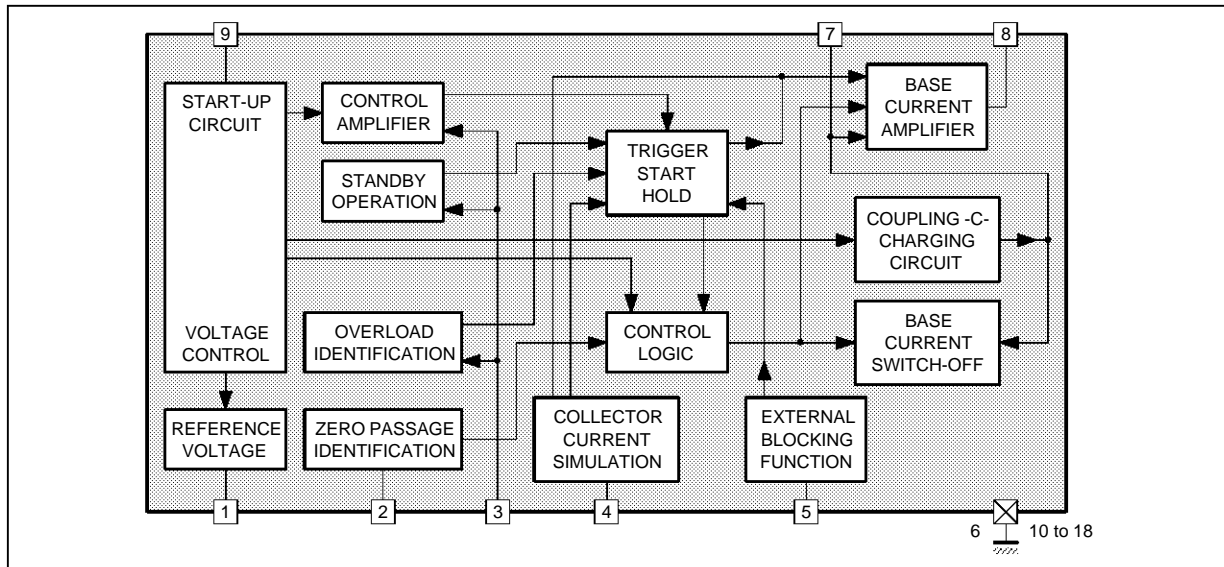 9
7
8
START-UP
CIRCUIT
VOLTAGE
CONTROL
CONTROL
AMPLIFIER
STANDBY
OPERATION
TRIGGER
START
HOLD
BASE
CURRENT
AMPLIFIER
COUPLING -C-
CHARGING
CIRCUIT
OVERLOAD
IDENTIFICATION
CONTROL
LOGIC
BASE
CURRENT
SWITCH-OFF
REFERENCE
VOLTAGE
ZERO PASSAGE
IDENTIFICATION
COLLECTOR
CURRENT
SIMULATION
EXTERNAL
BLOCKING
FUNCTION
1
2
3
4
5
6
10 to 18